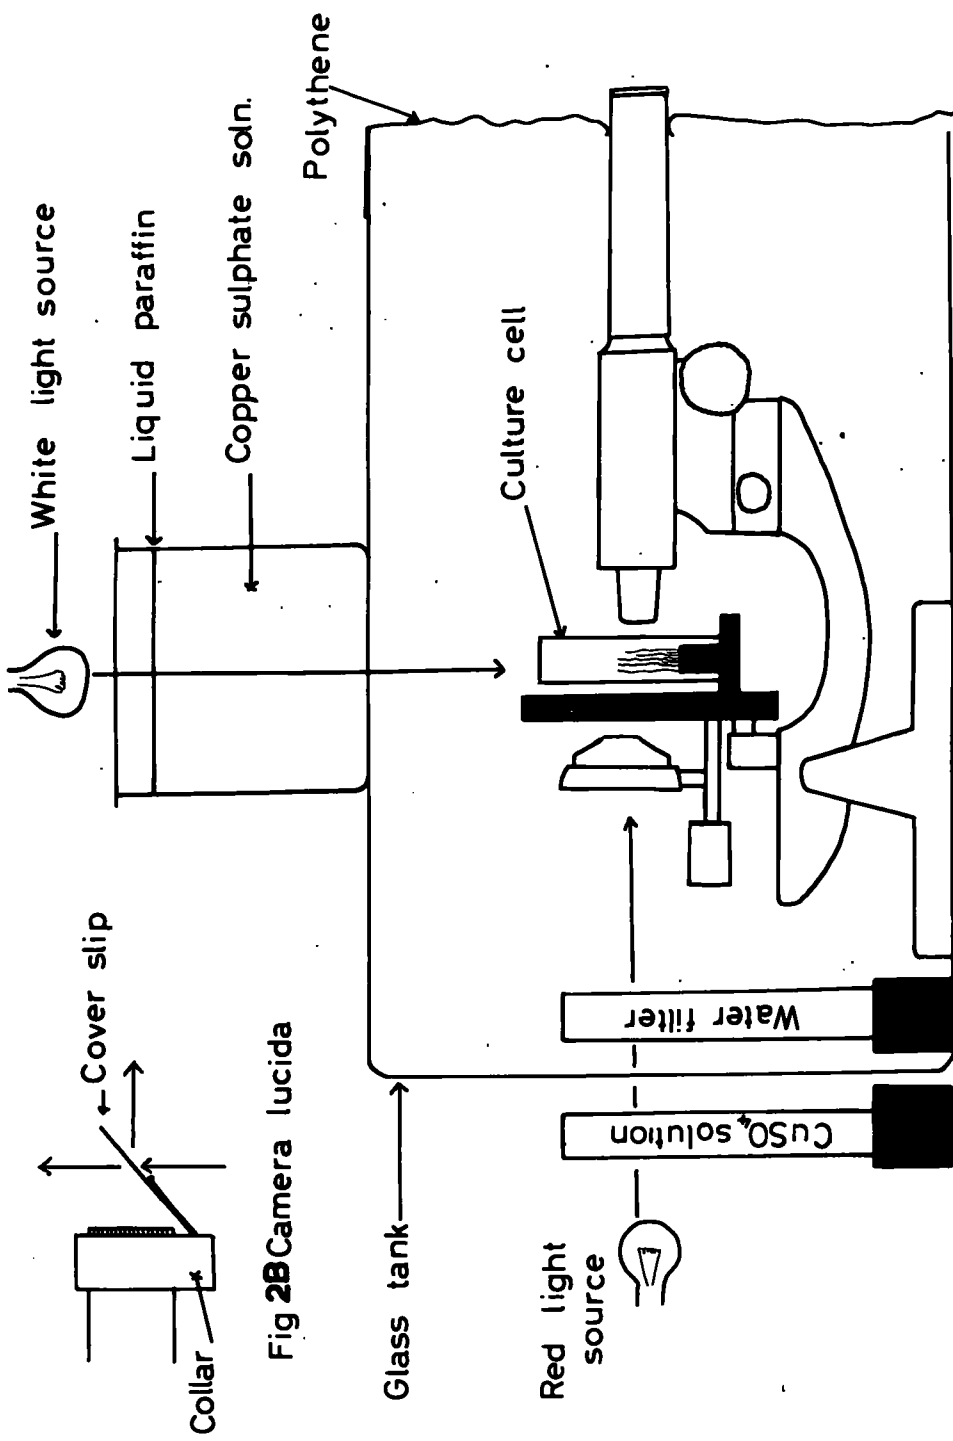 White light source
Liquid paraffin
Copper sulphate soln.
Polythene
Culture cell
Cover slip
Collar
Fig 2B Camera lucida
Glass tank
Red light
source
Water filter
CuSO₄ solution